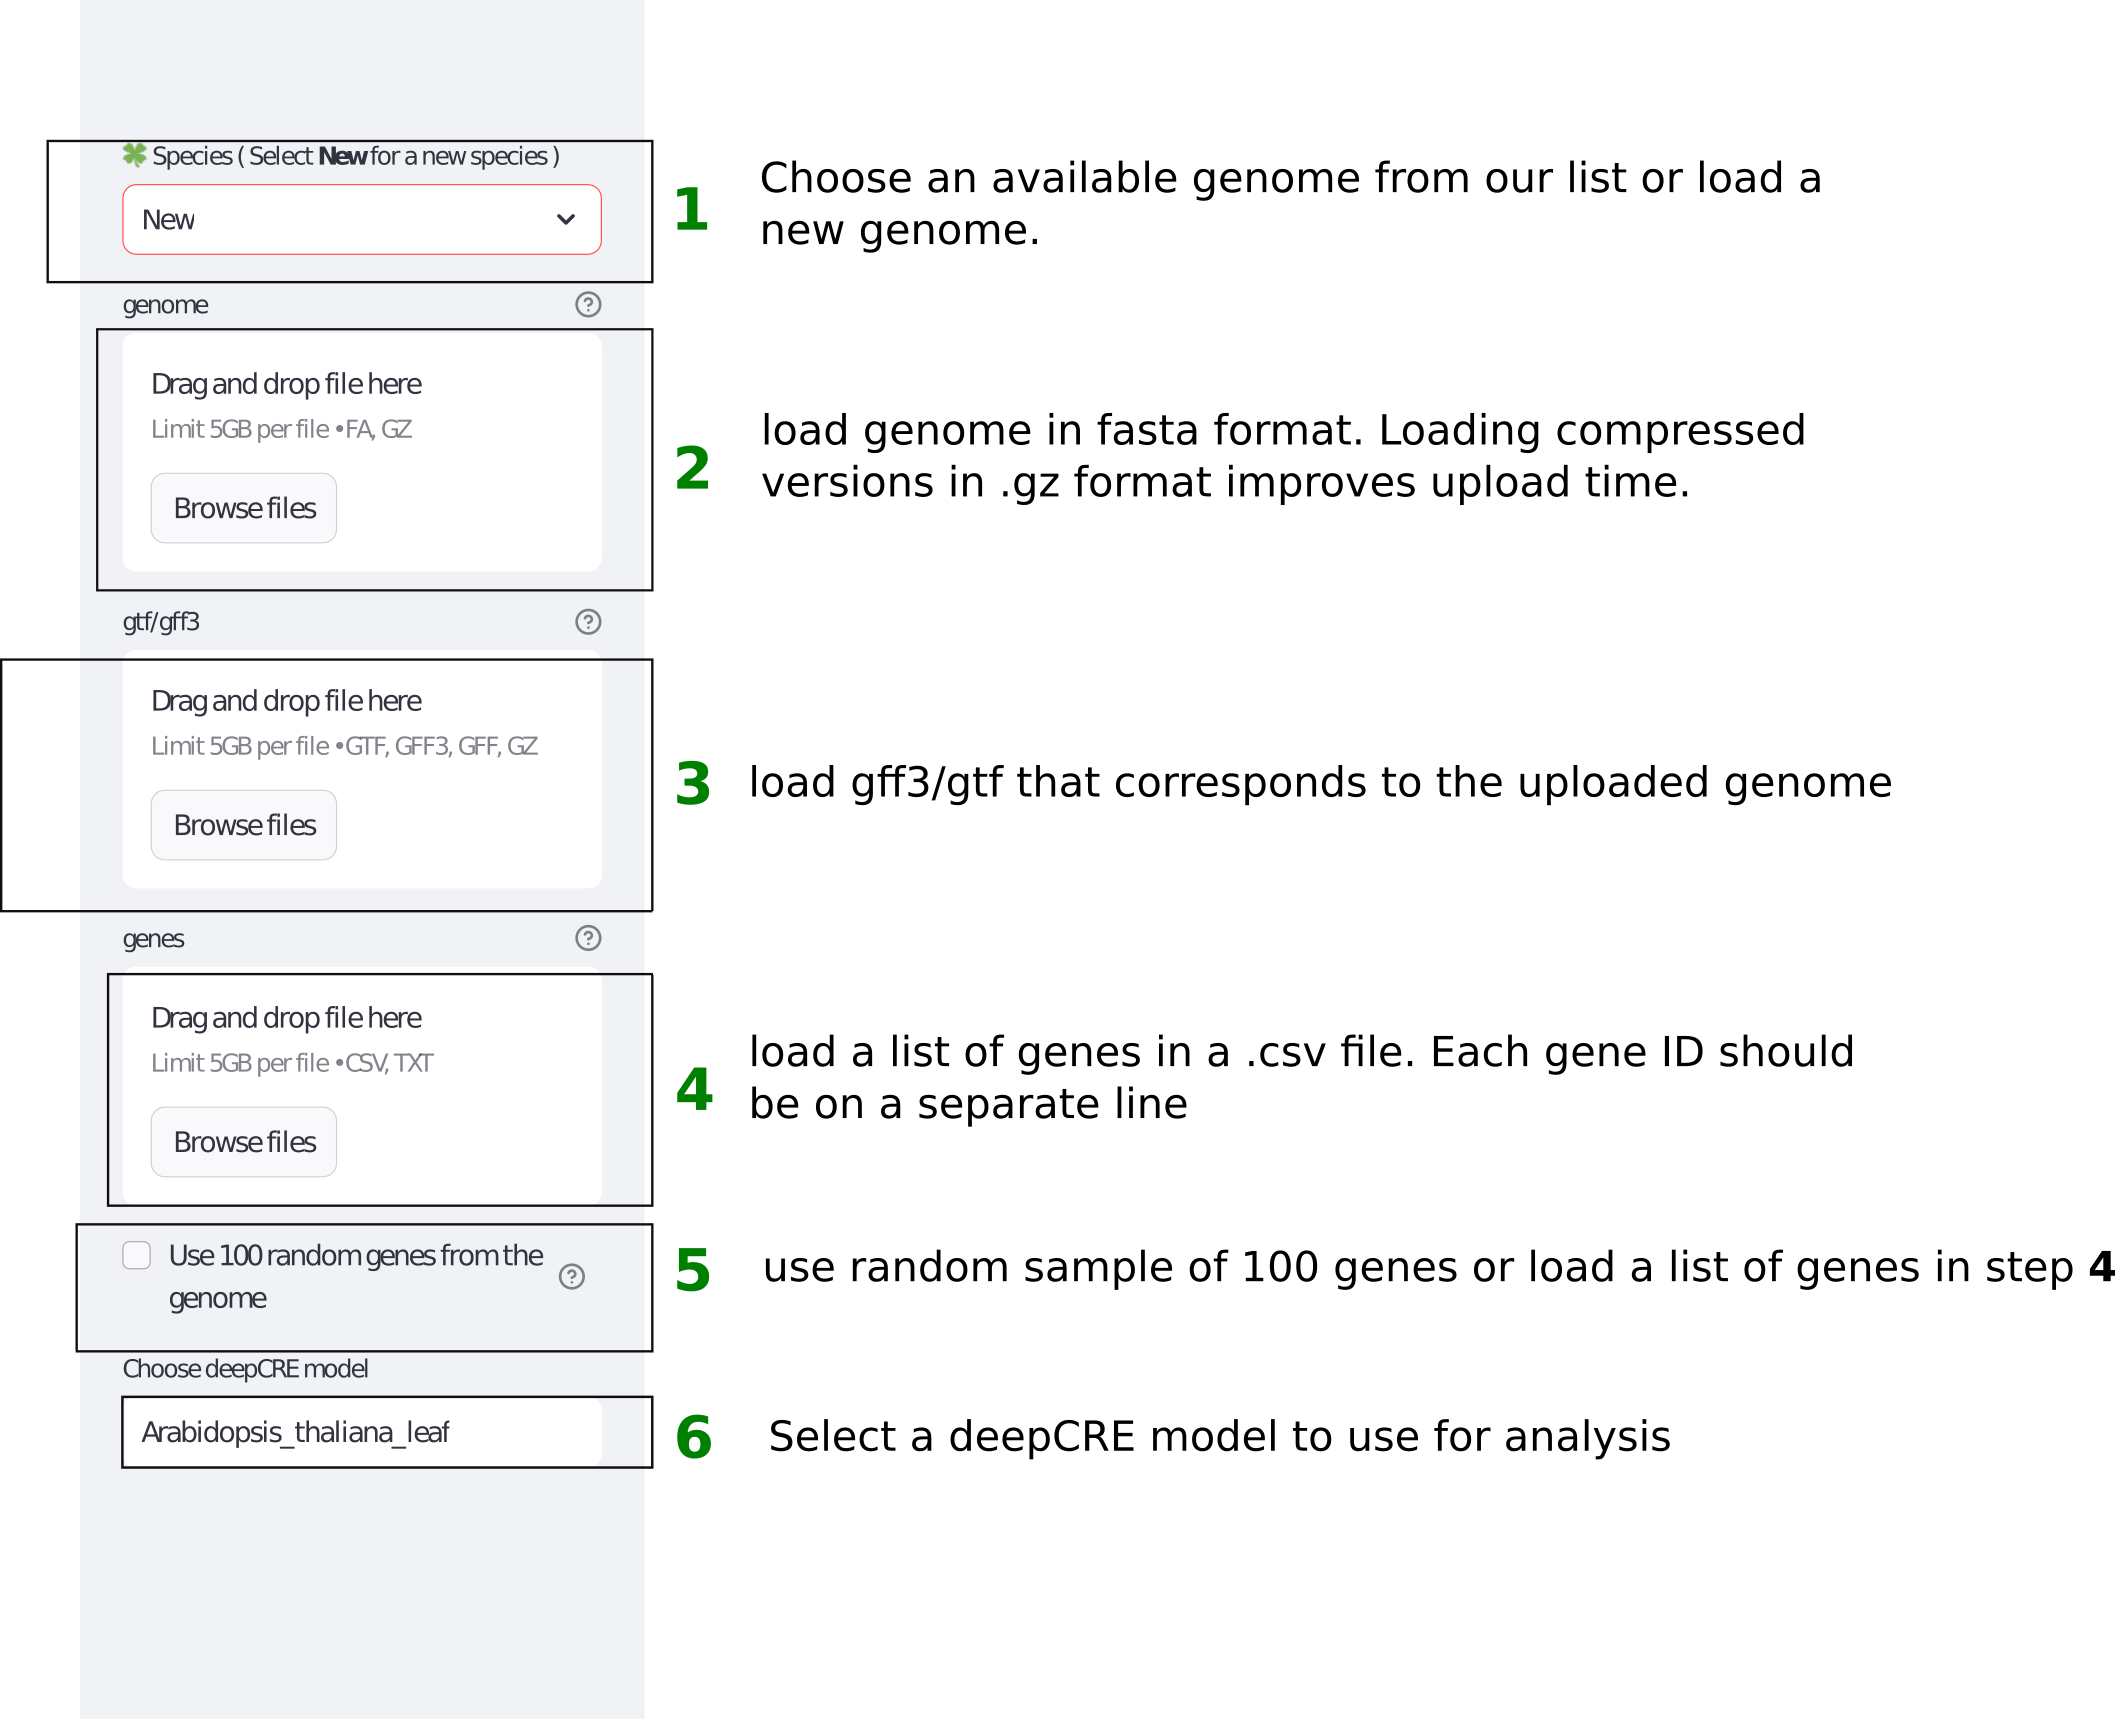 Species ( Select New for a new species )
New
1
Choose an available genome from our list or load a
new genome.
genome
Drag and drop file here
Limit 5GB per file • FA, GZ
Browse files
2
load genome in fasta format. Loading compressed
versions in .gz format improves upload time.
gtf/gff3
Drag and drop file here
Limit 5GB per file • GTF, GFF3, GFF, GZ
Browse files
3
load gff3/gtf that corresponds to the uploaded genome
genes
Drag and drop file here
Limit 5GB per file • CSV, TXT
Browse files
4
load a list of genes in a .csv file. Each gene ID should
be on a separate line
Use 100 random genes from the
genome
5
use random sample of 100 genes or load a list of genes in step 4
Choose deepCRE model
Arabidopsis_thaliana_leaf
6
Select a deepCRE model to use for analysis